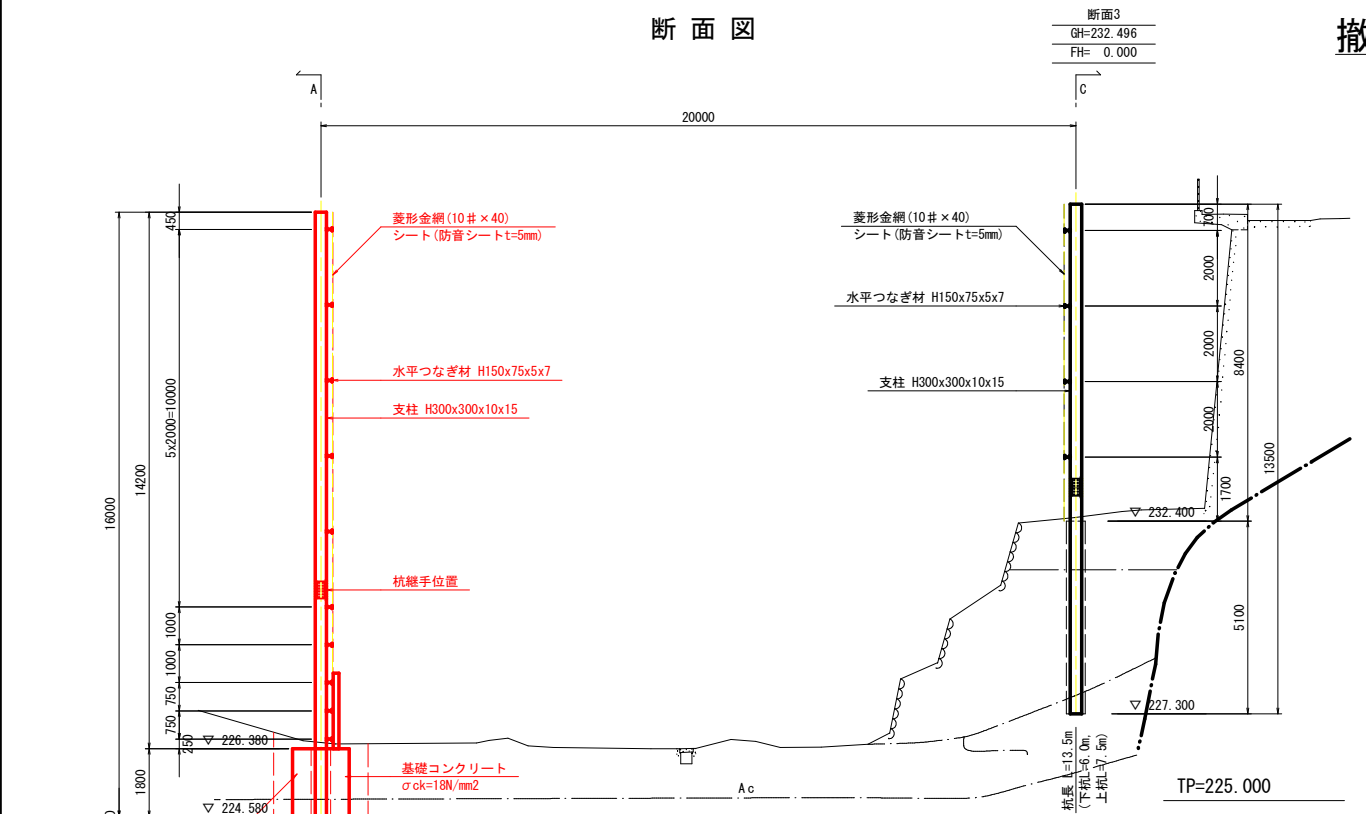 断面図
断面3
GH=232.496
FH= 0.000
撤
A
C
20000
菱形金網(10＃×40)
シート(防音シートt=5mm)
水平つなぎ材 H150x75x5x7
支柱 H300x300x10x15
杭継手位置
基礎コンクリート
σck=18N/mm2
菱形金網(10＃×40)
シート(防音シートt=5mm)
水平つなぎ材 H150x75x5x7
支柱 H300x300x10x15
450
5x2000=10000
1000
1000
750
750
250
14200
1800
16000
▽ 226.380
▽ 224.580
700
2000
2000
2000
1700
8400
5100
13500
▽ 232.400
▽ 227.300
杭長 L=13.5m
(下杭L=6.0m,
上杭L=7.5m)
Ac
TP=225.000